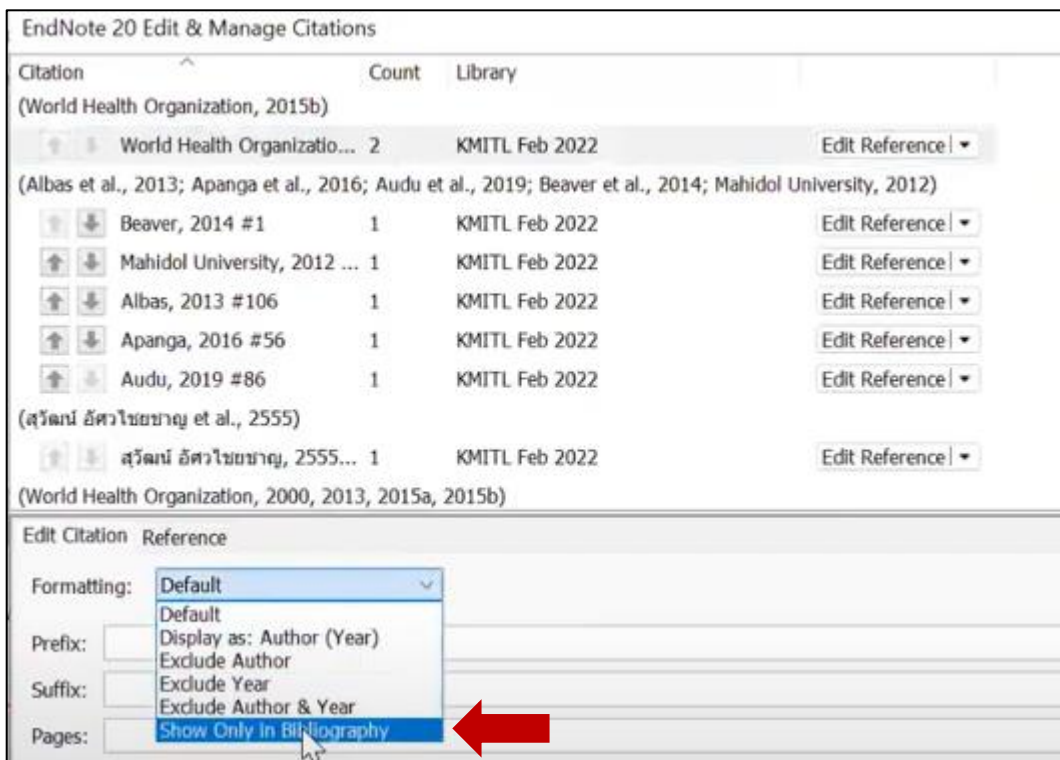 EndNote 20 Edit & Manage Citations
Citation Count Library
(World Health Organization, 2015b)
World Health Organizatio... 2 KMITL Feb 2022 Edit Reference
(Albas et al., 2013; Apanga et al., 2016; Audu et al., 2019; Beaver et al., 2014; Mahidol University, 2012)
Beaver, 2014 #1 1 KMITL Feb 2022 Edit Reference
Mahidol University, 2012 ... 1 KMITL Feb 2022 Edit Reference
Albas, 2013 #106 1 KMITL Feb 2022 Edit Reference
Apanga, 2016 #56 1 KMITL Feb 2022 Edit Reference
Audu, 2019 #86 1 KMITL Feb 2022 Edit Reference
(สุวัฒน์ อัศวไชยชาญ et al., 2555)
สุวัฒน์ อัศวไชยชาญ, 2555... 1 KMITL Feb 2022 Edit Reference
(World Health Organization, 2000, 2013, 2015a, 2015b)
Edit Citation Reference
Formatting: Default
Default
Prefix: Display as: Author (Year)
Exclude Author
Suffix: Exclude Year
Exclude Author & Year
Pages: Show Only in Bibliography